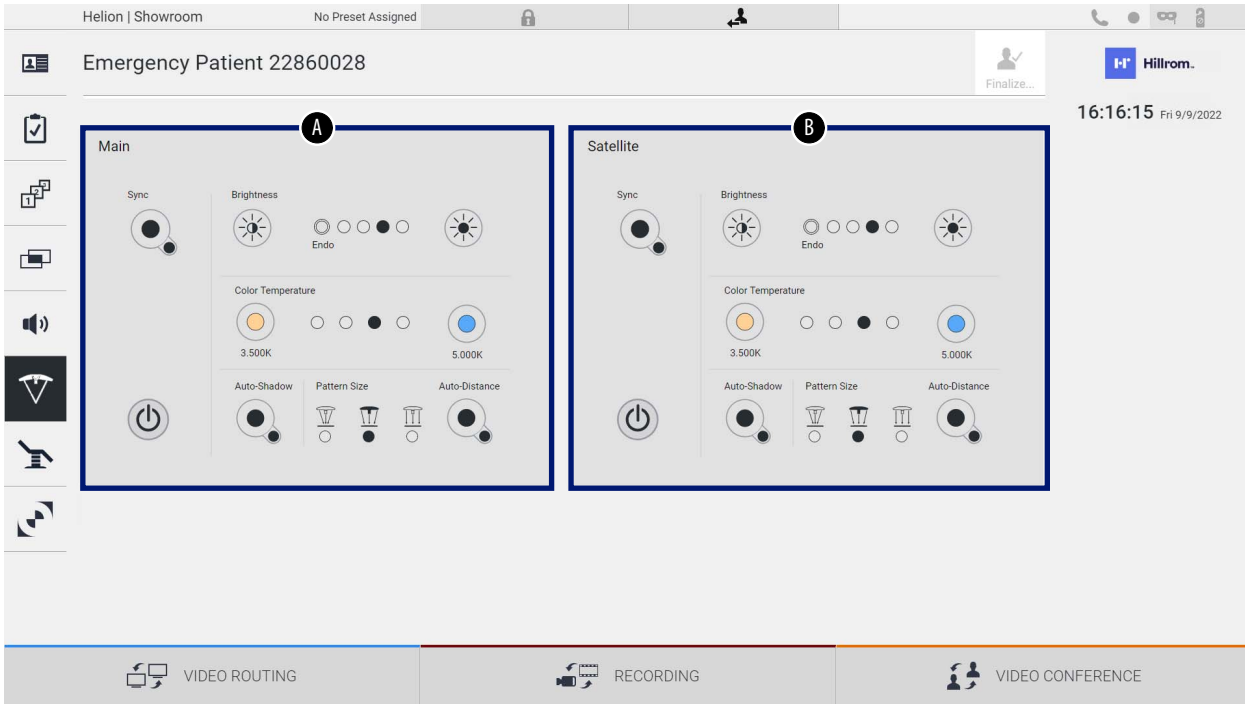 Helion | Showroom
No Preset Assigned
Emergency Patient 22860028
Finalize...
Hillrom™
16:16:15 Fri 9/9/2022
A
Main
Sync
Brightness
Endo
Color Temperature
3.500K
5.000K
Auto-Shadow
Pattern Size
Auto-Distance
B
Satellite
Sync
Brightness
Endo
Color Temperature
3.500K
5.000K
Auto-Shadow
Pattern Size
Auto-Distance
VIDEO ROUTING
RECORDING
VIDEO CONFERENCE